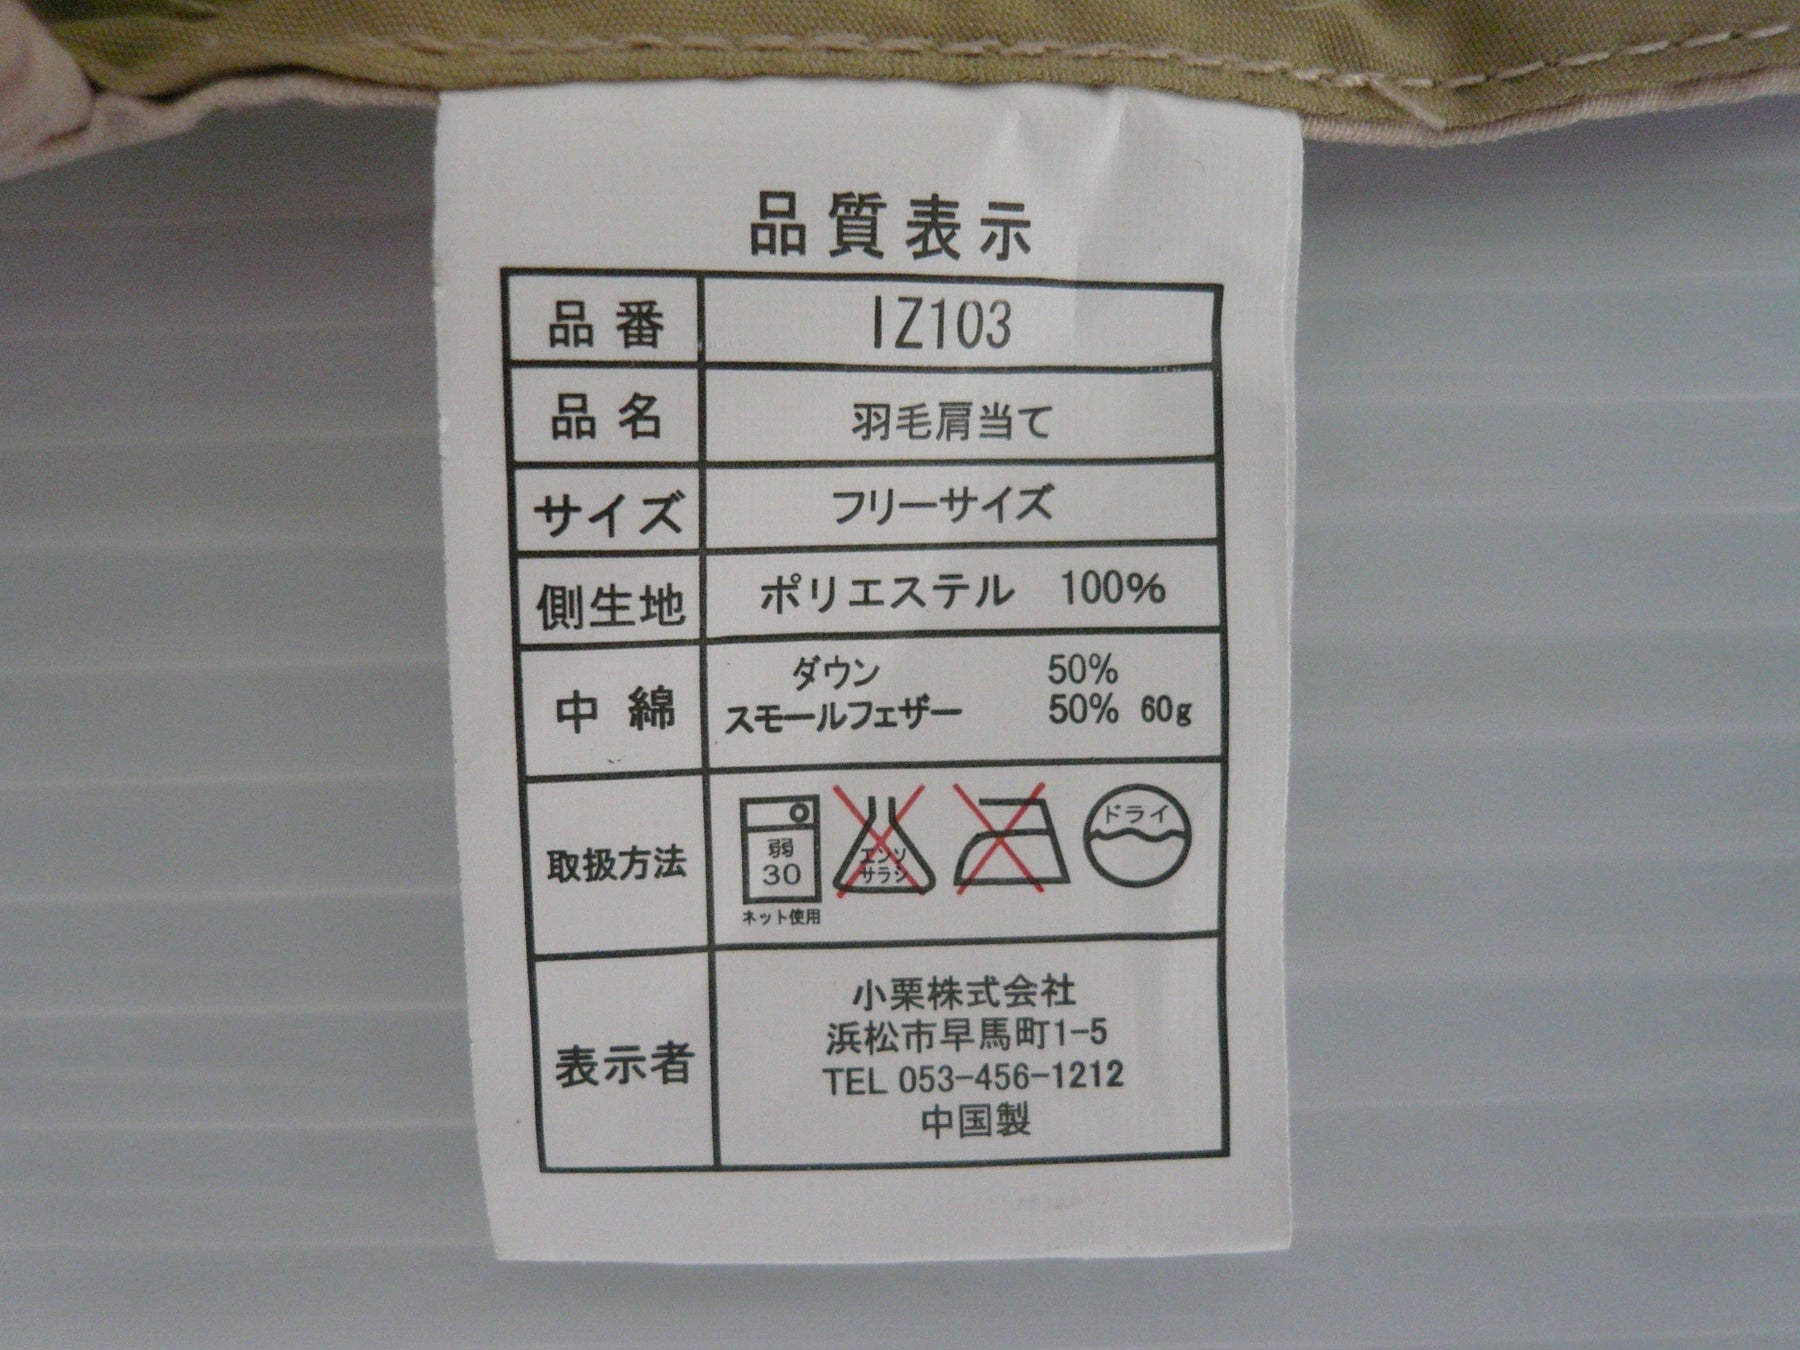 品質表示
品番 IZ103
品名 羽毛肩当て
サイズ フリーサイズ
側生地 ポリエステル 100%
中綿 ダウン 50%
スモールフェザー 50% 60g
取扱方法
弱
30
ネット使用
エンソ
サラシ
ドライ
表示者
小栗株式会社
浜松市早馬町1-5
TEL 053-456-1212
中国製